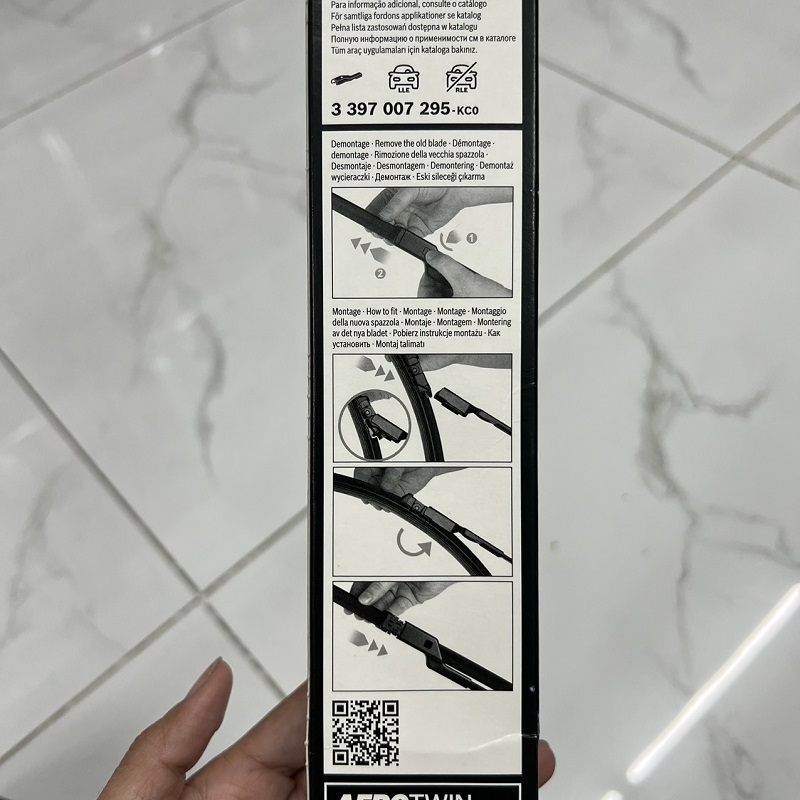 Para informação adicional, consulte o catálogo
För samtliga fordons applikationer se katalog
Pełna lista zastosowań dostępna w katalogu
Полную информацию о применимости см в каталоге
Tüm araç uygulamaları için kataloga bakınız.
LLE
RLE
3 397 007 295-KC0
Demontage · Remove the old blade · Démontage ·
demontage · Rimozione della vecchia spazzola ·
Desmontaje · Desmontagem · Demontering · Demontaż
wycieraczki · Демонтаж · Eski sileceği çıkarma
1
2
Montage · How to fit · Montage · Montage · Montaggio
della nuova spazzola · Montaje · Montagem · Montering
av det nya bladet · Pobierz instrukcje montażu · Как
установить · Montaj talimatı
AEROTWIN